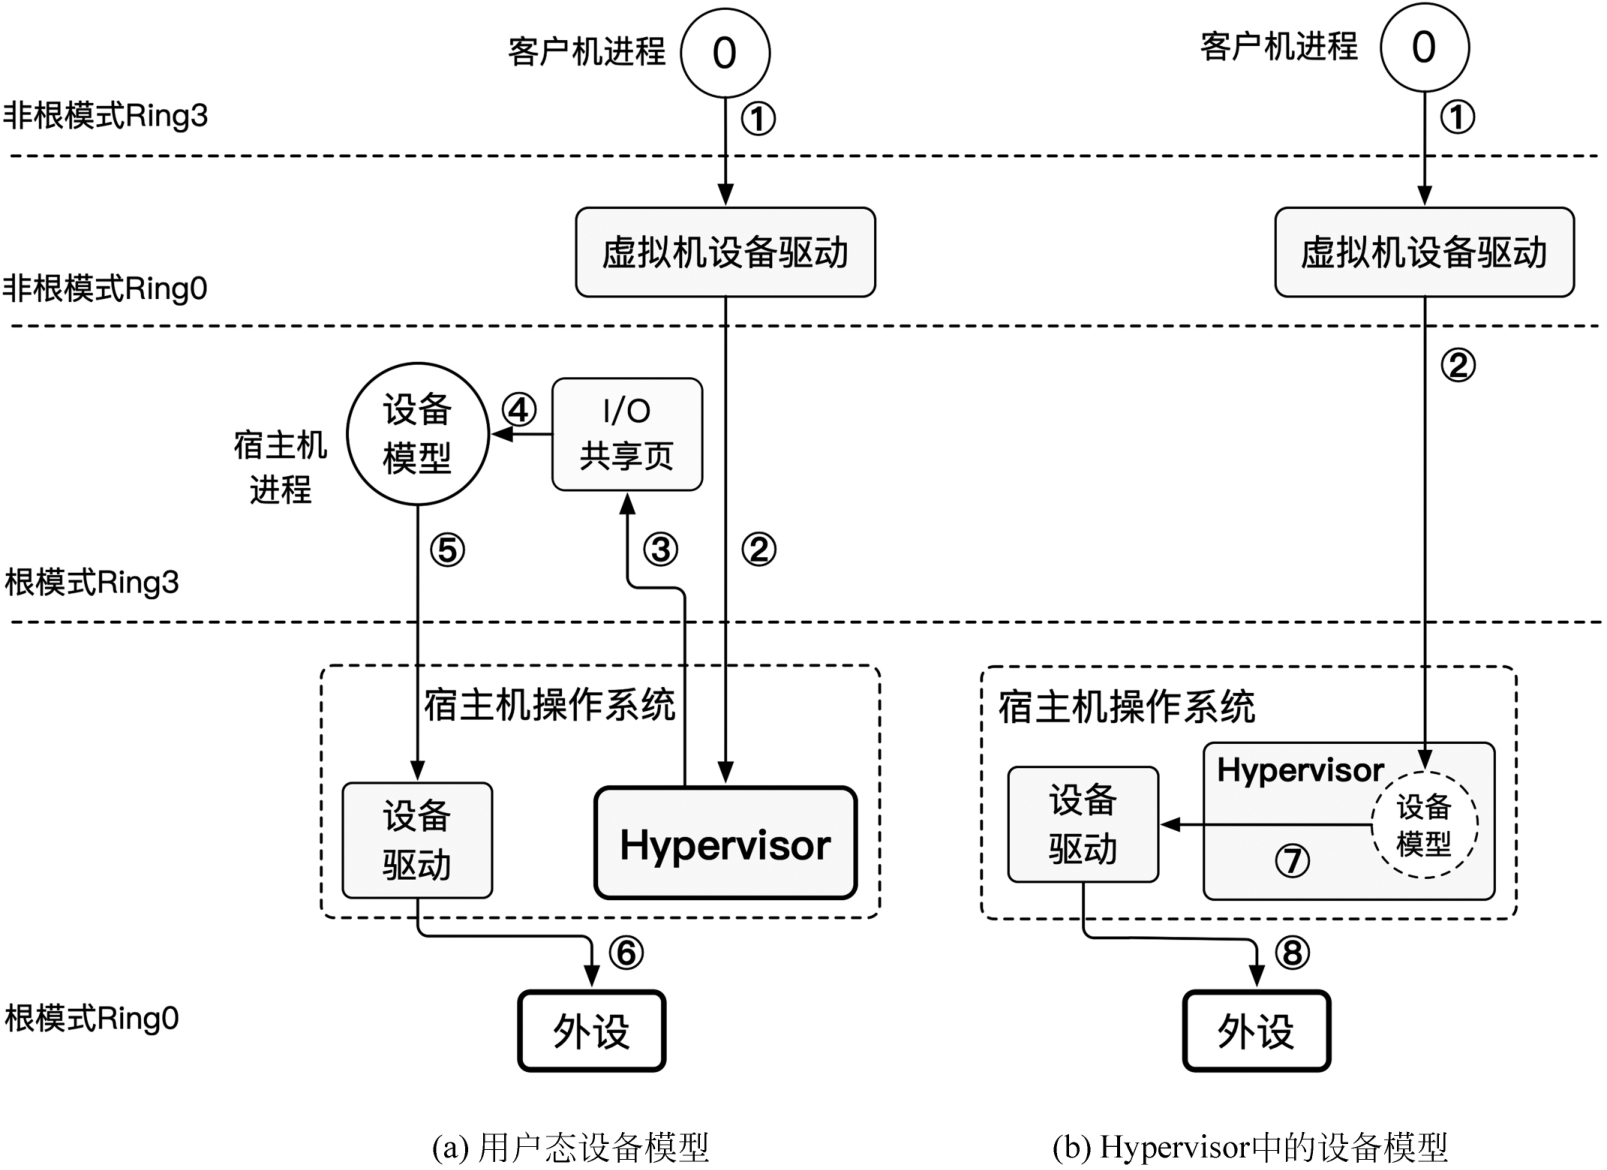 客户机进程
0
客户机进程
0
①
①
非根模式Ring3
虚拟机设备驱动
虚拟机设备驱动
非根模式Ring0
②
设备
模型
④
I/O
共享页
宿主机
进程
⑤
③
②
根模式Ring3
宿主机操作系统
宿主机操作系统
设备
驱动
Hypervisor
设备
驱动
Hypervisor
设备
模型
⑦
⑥
⑧
根模式Ring0
外设
外设
(a) 用户态设备模型
(b) Hypervisor中的设备模型